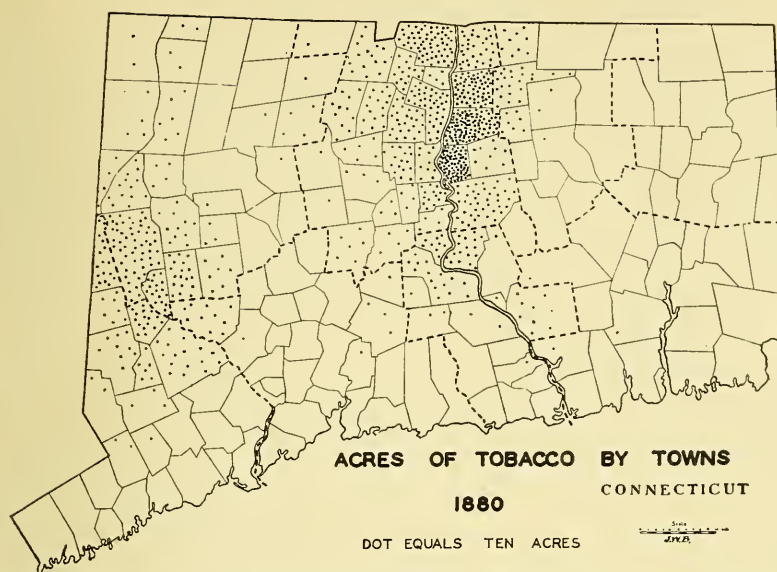 ACRES OF TOBACCO BY TOWNS
1880
CONNECTICUT
DOT EQUALS TEN ACRES
Scale
J.W.B.